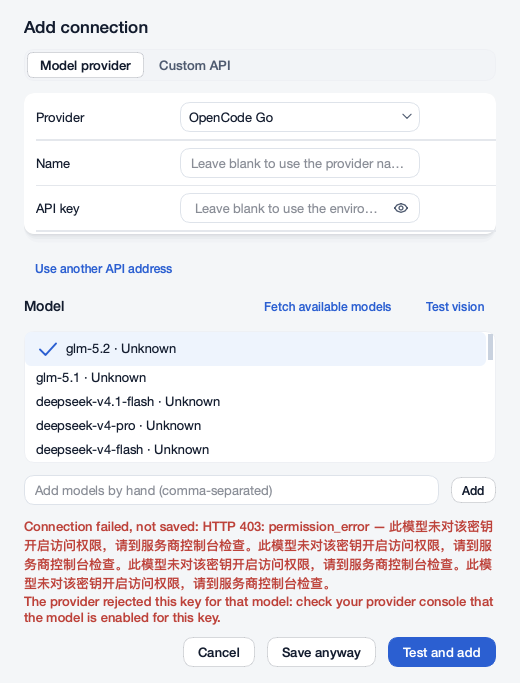 Add connection
Model provider
Custom API
Provider
OpenCode Go
Name
Leave blank to use the provider na...
API key
Leave blank to use the enviro...
Use another API address
Model
Fetch available models
Test vision
glm-5.2 · Unknown
glm-5.1 · Unknown
deepseek-v4.1-flash · Unknown
deepseek-v4-pro · Unknown
deepseek-v4-flash · Unknown
Add models by hand (comma-separated)
Add
Connection failed, not saved: HTTP 403: permission_error — 此模型未对该密钥
开启访问权限，请到服务商控制台检查。此模型未对该密钥开启访问权限，请到服
务商控制台检查。此模型未对该密钥开启访问权限，请到服务商控制台检查。此模
型未对该密钥开启访问权限，请到服务商控制台检查。
The provider rejected this key for that model: check your provider console that
the model is enabled for this key.
Cancel
Save anyway
Test and add